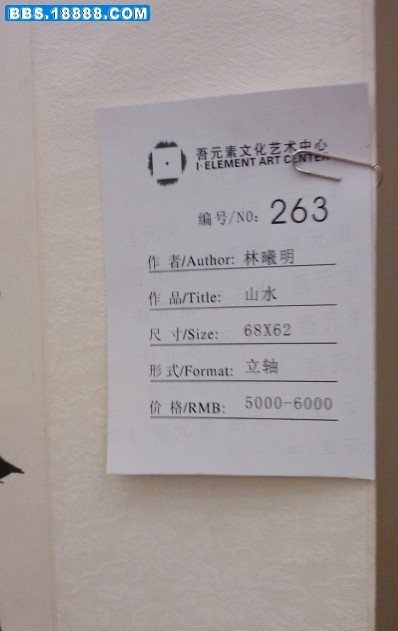 BBS.18888.COM
吾元素文化艺术中心
I·ELEMENT ART CENTER
编号/NO: 263
作 者/Author: 林曦明
作 品/Title: 山水
尺 寸/Size: 68X62
形 式/Format: 立轴
价 格/RMB: 5000-6000